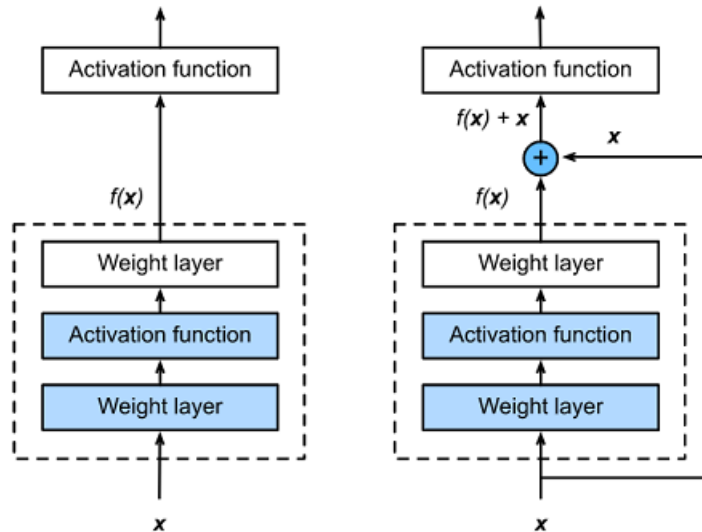 Activation function
f(x)
Weight layer
Activation function
Weight layer
x
Activation function
f(x) + x
x
+
f(x)
Weight layer
Activation function
Weight layer
x